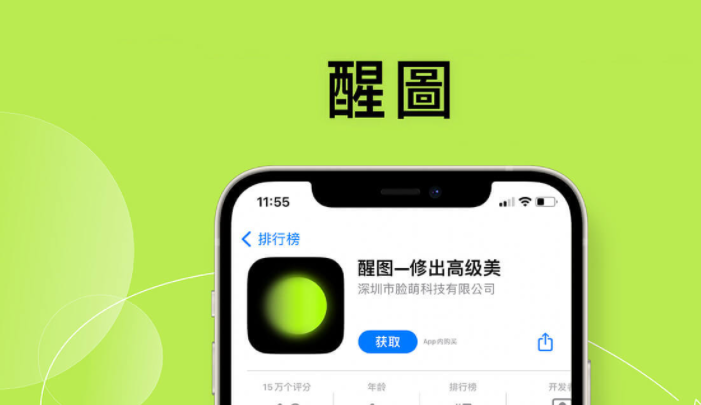 醒圖
11:55
排行榜
醒图—修出高级美
深圳市脸萌科技有限公司
获取 App内购买
15万个评分 年龄 排行榜 开发